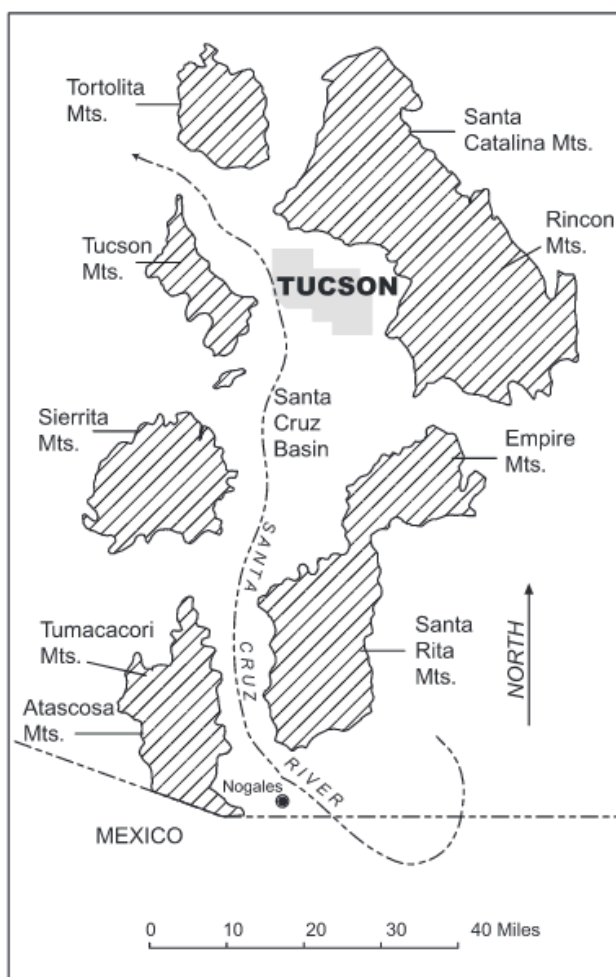 Tortolita
Mts.
Santa
Catalina Mts.
Rincon
Mts.
Tucson
Mts.
TUCSON
Santa
Cruz
Basin
Sierrita
Mts.
Empire
Mts.
SANTA
CRUZ
RIVER
Tumacacori
Mts.
Santa
Rita
Mts.
NORTH
Atascosa
Mts.
Nogales
MEXICO
0 10 20 30 40 Miles